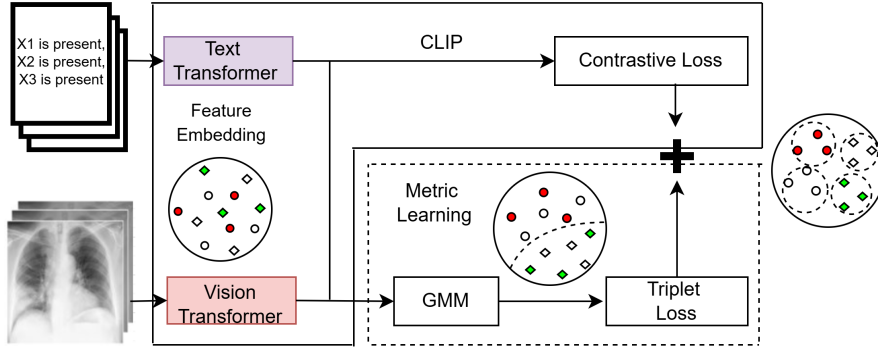 X1 is present,
X2 is present,
X3 is present
Text
Transformer
CLIP
Contrastive Loss
Feature
Embedding
Metric
Learning
Vision
Transformer
GMM
Triplet
Loss